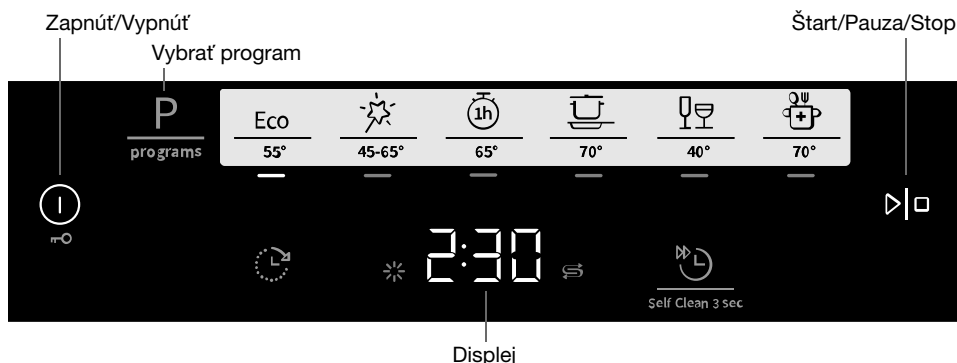 Zapnúť/Vypnúť
Štart/Pauza/Stop
Vybrať program
P
programs
Eco
1h
55°
45-65°
65°
70°
40°
70°
2:30
Self Clean 3 sec
Displej